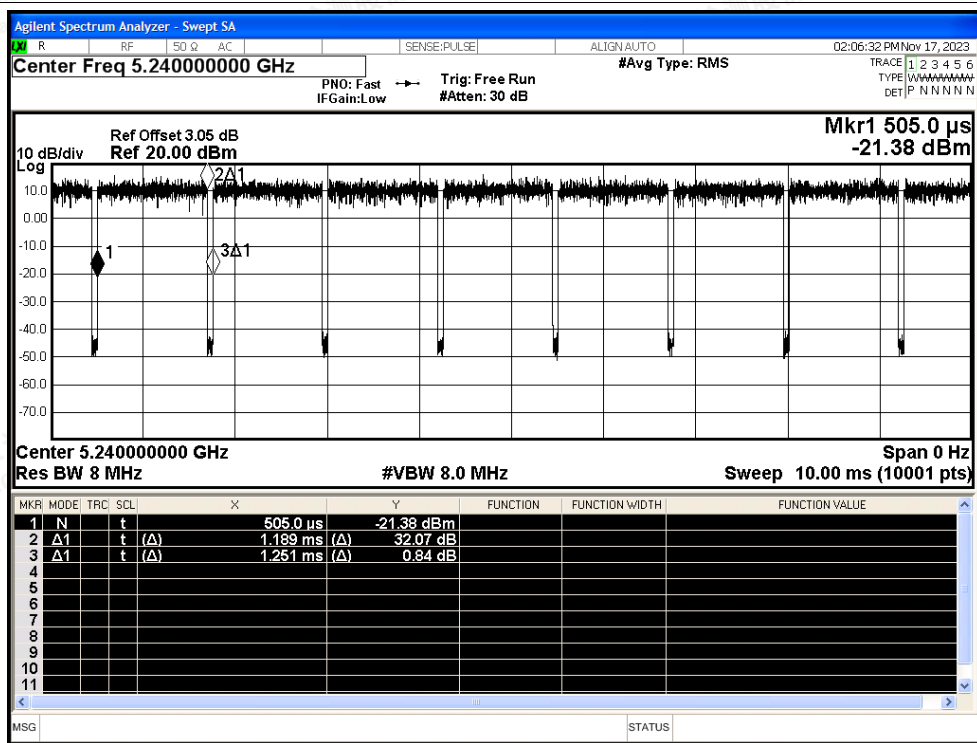 Agilent Spectrum Analyzer - Swept SA
LXI R RF 50 Ω AC SENSE:PULSE ALIGN AUTO 02:06:32 PM Nov 17, 2023
Center Freq 5.240000000 GHz #Avg Type: RMS TRACE 1 2 3 4 5 6
PNO: Fast Trig: Free Run TYPE WWWWWW
IFGain:Low #Atten: 30 dB DET P N N N N N
Mkr1 505.0 µs
-21.38 dBm
Ref Offset 3.05 dB
10 dB/div Ref 20.00 dBm
Log
2Δ1
10.0
0.00
-10.0
1
3Δ1
-20.0
-30.0
-40.0
-50.0
-60.0
-70.0
Center 5.240000000 GHz Span 0 Hz
Res BW 8 MHz #VBW 8.0 MHz Sweep 10.00 ms (10001 pts)
MKR MODE TRC SCL X Y FUNCTION FUNCTION WIDTH FUNCTION VALUE
1 N t 505.0 µs -21.38 dBm
2 Δ1 t (Δ) 1.189 ms (Δ) 32.07 dB
3 Δ1 t (Δ) 1.251 ms (Δ) 0.84 dB
4
5
6
7
8
9
10
11
MSG STATUS